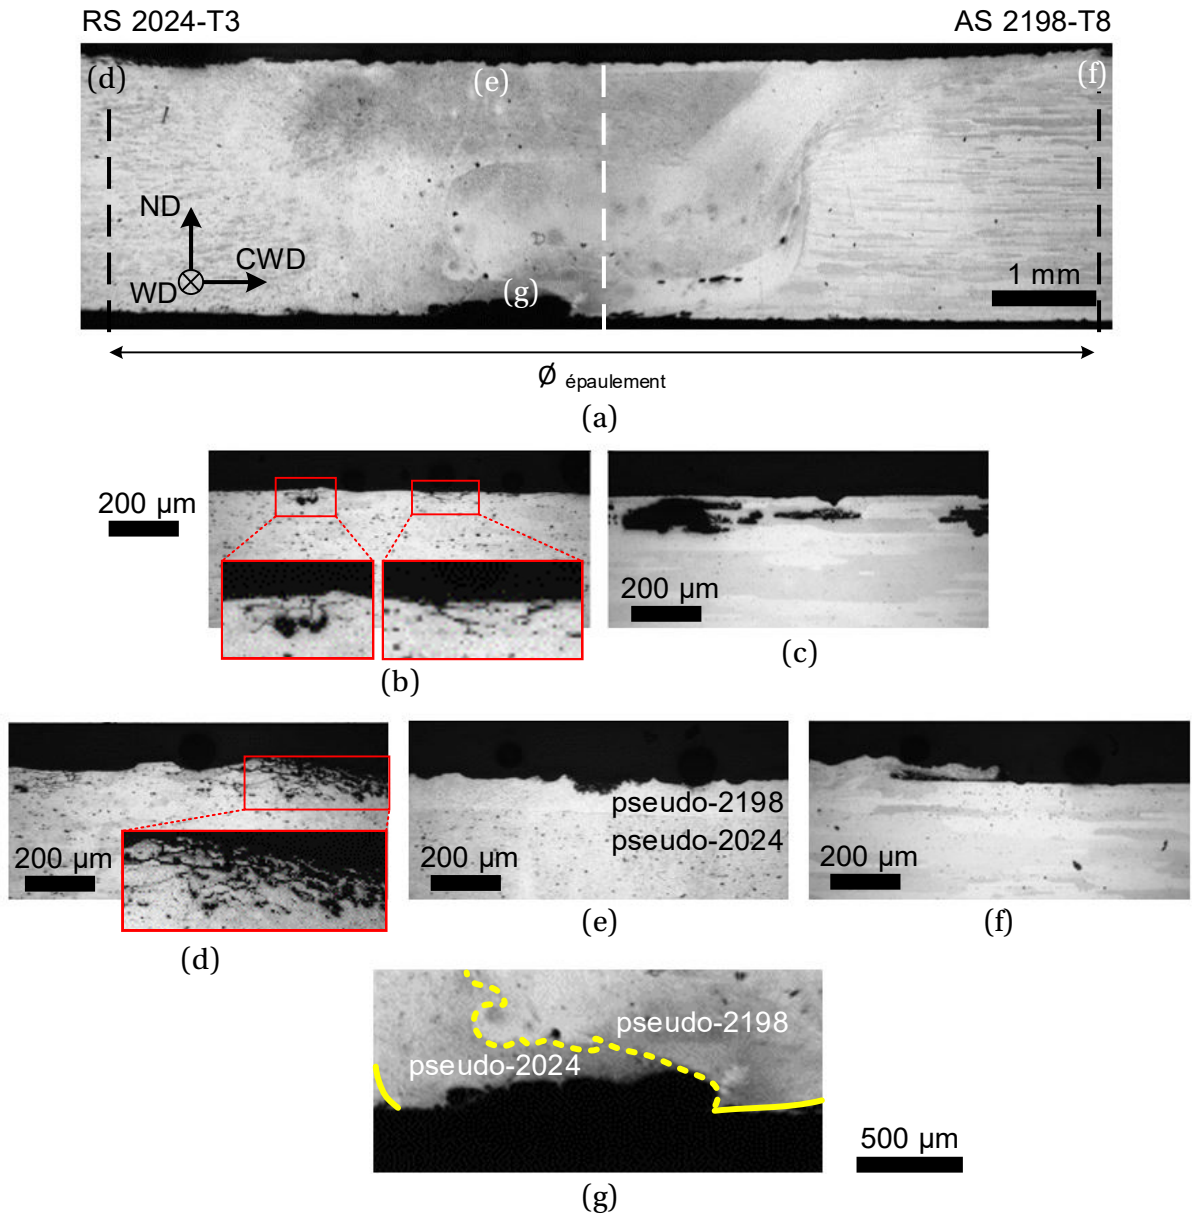 RS 2024-T3 AS 2198-T8
(d) (e) (f)
ND
CWD
WD
(g)
1 mm
Ø épaulement
(a)
200 µm
200 µm
(b)
(c)
pseudo-2198
pseudo-2024
200 µm
200 µm
200 µm
(d)
(e)
(f)
pseudo-2198
pseudo-2024
500 µm
(g)